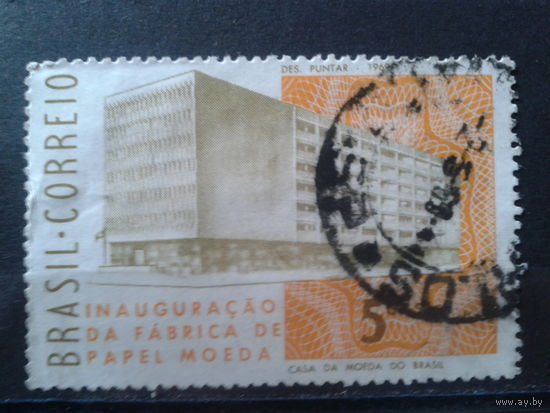 DES. PUNTAR - 196
BRASIL · CORREIO
INAUGURAÇÃO
DA FÁBRICA DE
PAPEL MOEDA
5
CASA DA MOEDA DO BRASIL
www.ay.by